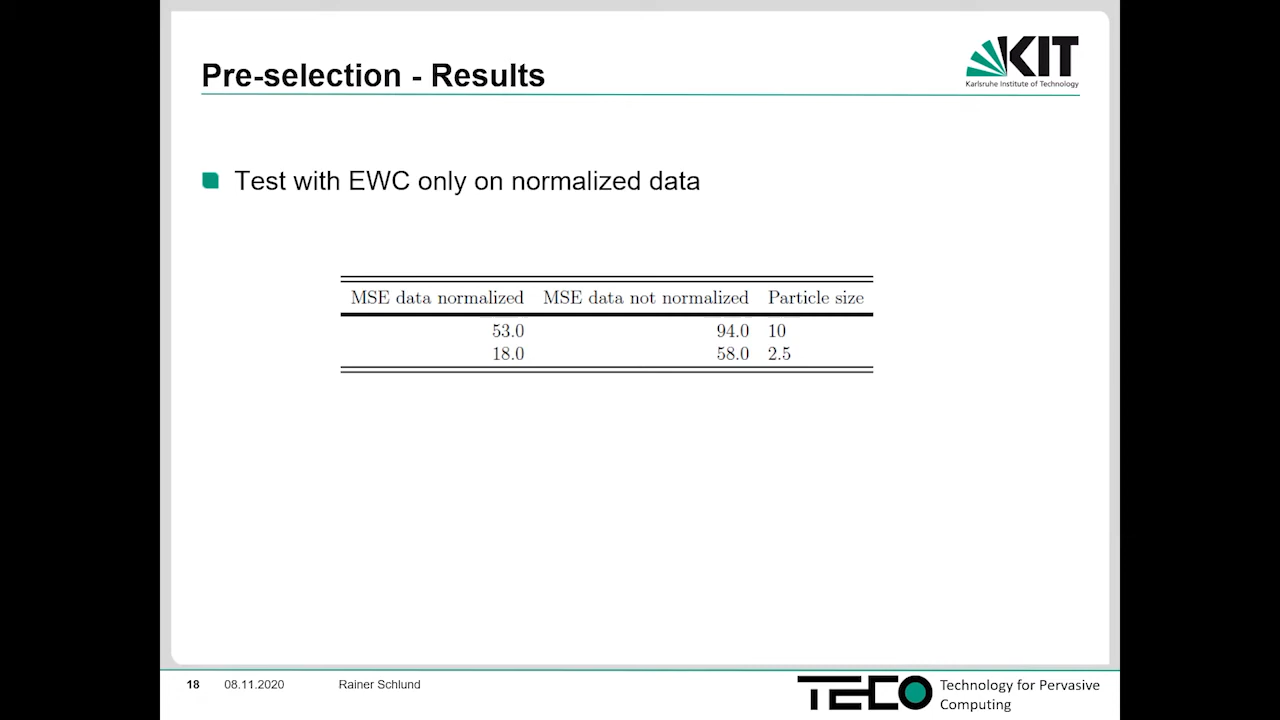 Pre-selection - Results
KIT
Karlsruhe Institute of Technology
Test with EWC only on normalized data
MSE data normalized MSE data not normalized Particle size
53.0 94.0 10
18.0 58.0 2.5
18 08.11.2020 Rainer Schlund
TECO Technology for Pervasive
Computing